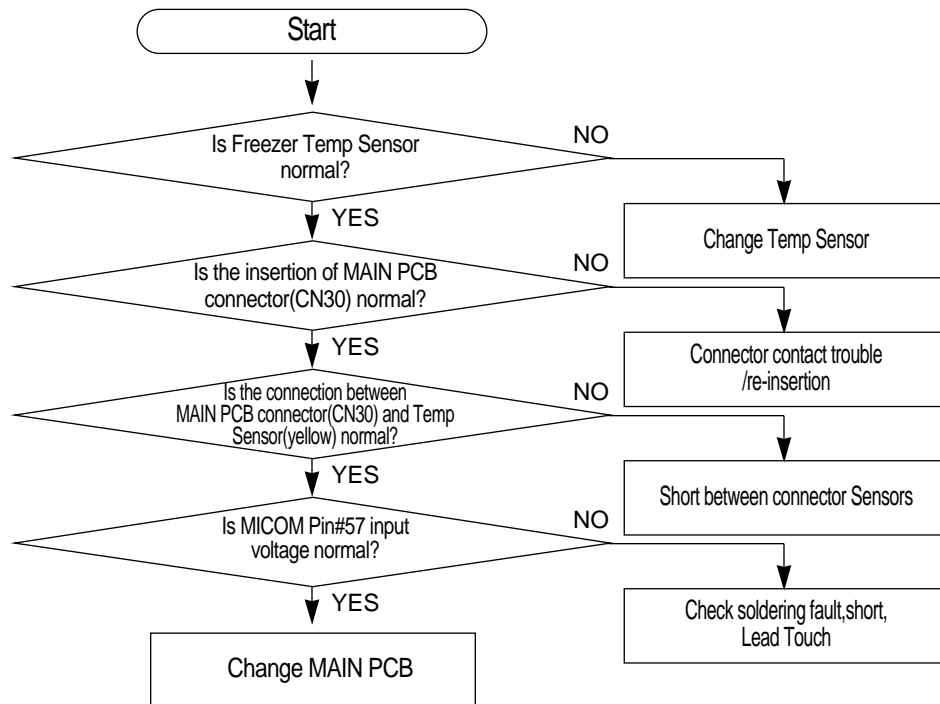 Start
Is Freezer Temp Sensor
normal?
NO
YES
Change Temp Sensor
Is the insertion of MAIN PCB
connector(CN30) normal?
NO
YES
Connector contact trouble
/re-insertion
Is the connection between
MAIN PCB connector(CN30) and Temp
Sensor(yellow) normal?
NO
YES
Short between connector Sensors
Is MICOM Pin#57 input
voltage normal?
NO
YES
Check soldering fault,short,
Lead Touch
Change MAIN PCB